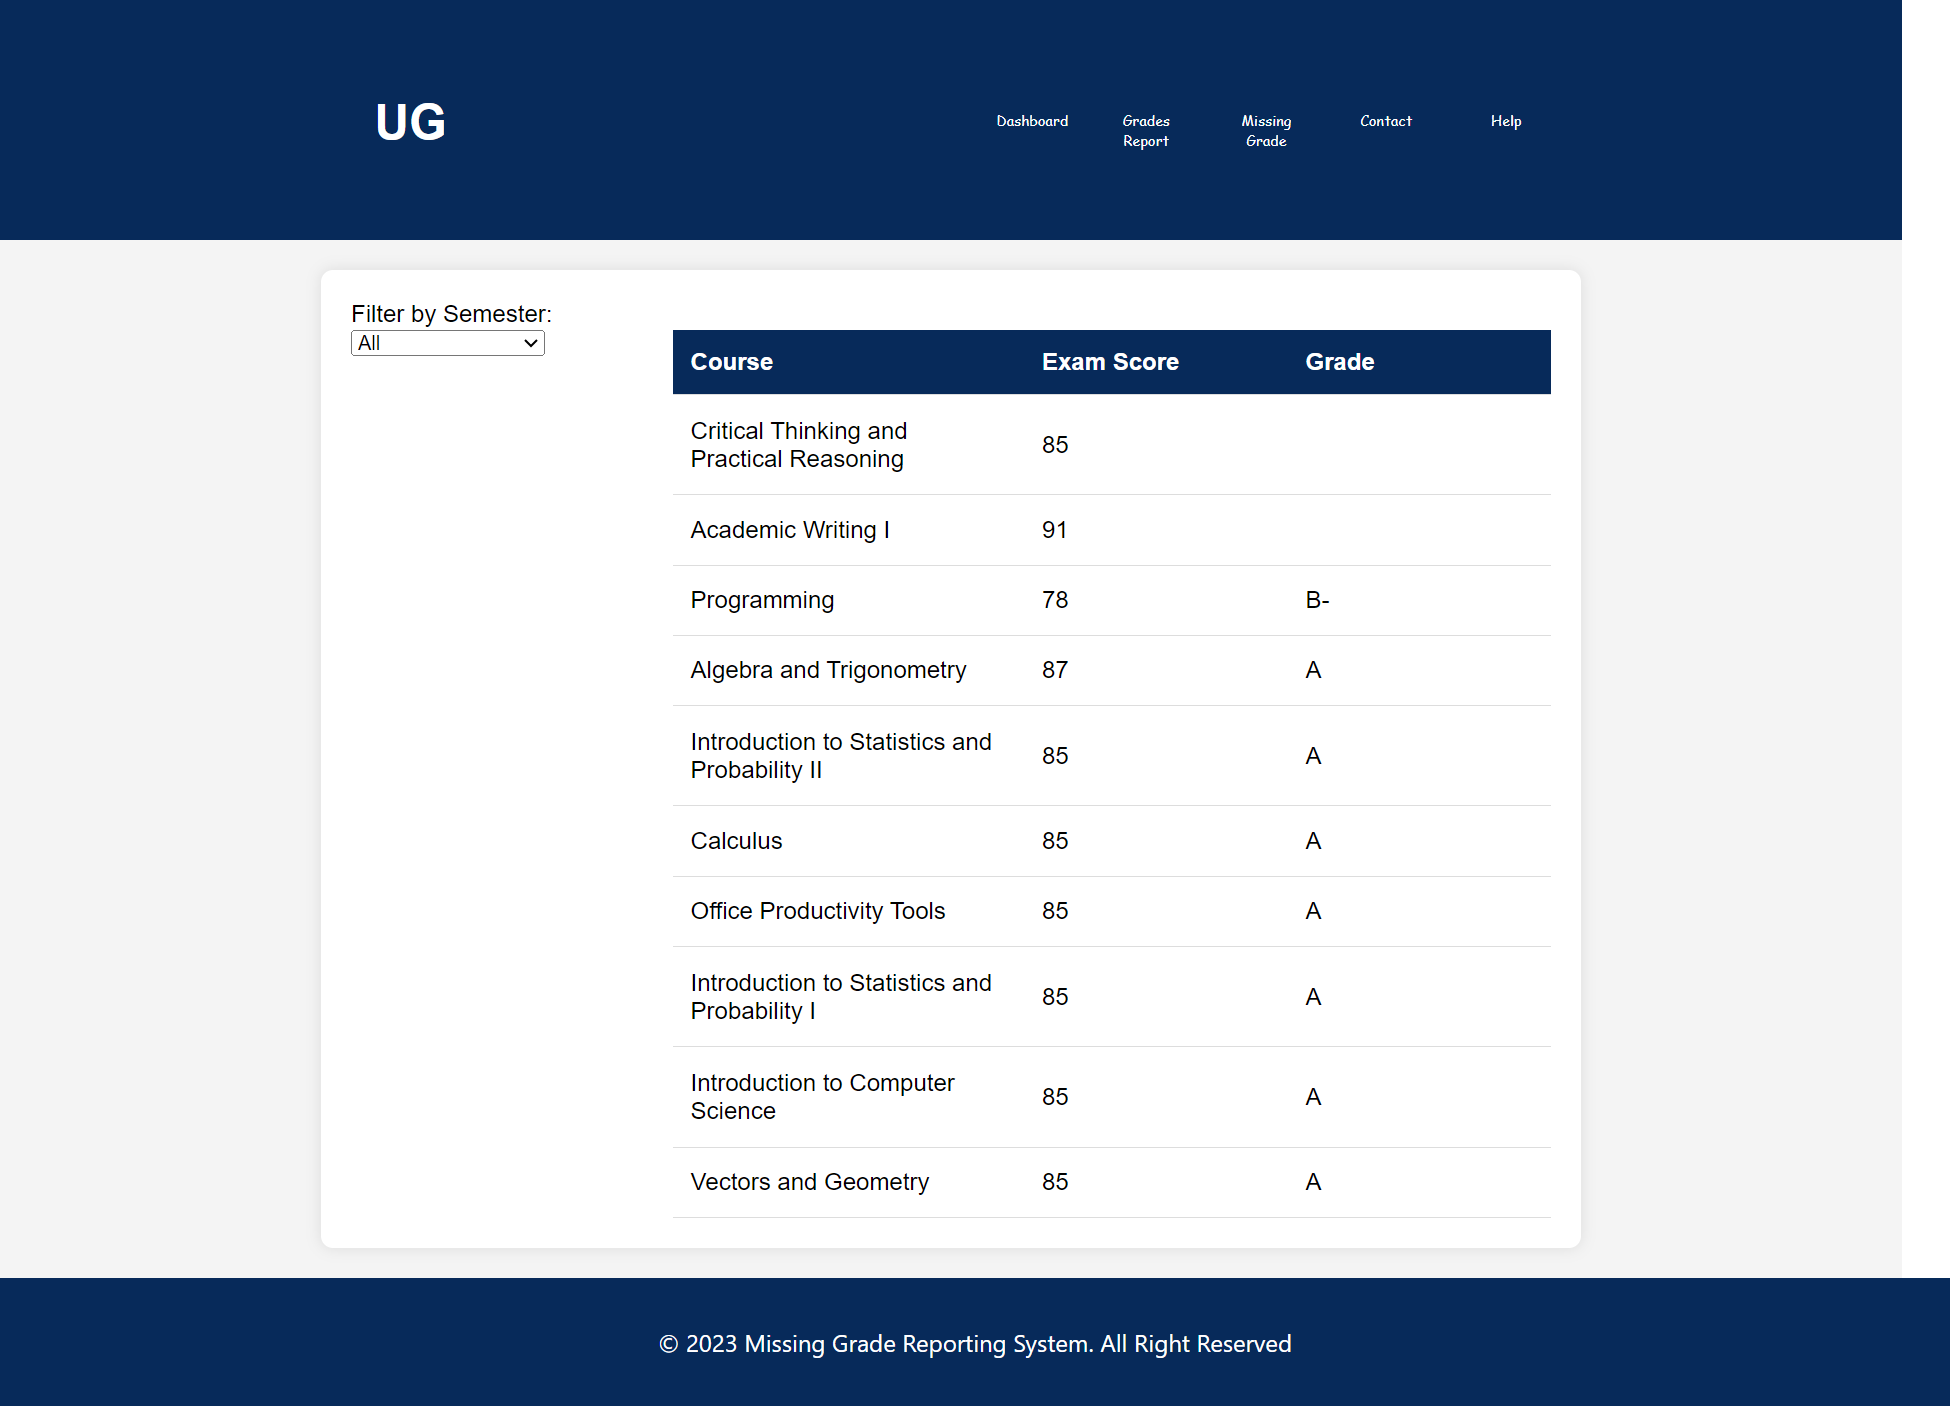 UG
Dashboard
Grades
Report
Missing
Grade
Contact
Help
Filter by Semester:
All
Course Exam Score Grade
Critical Thinking and
Practical Reasoning
85
Academic Writing I 91
Programming 78 B-
Algebra and Trigonometry 87 A
Introduction to Statistics and
Probability II
85 A
Calculus 85 A
Office Productivity Tools 85 A
Introduction to Statistics and
Probability I
85 A
Introduction to Computer
Science
85 A
Vectors and Geometry 85 A
© 2023 Missing Grade Reporting System. All Right Reserved